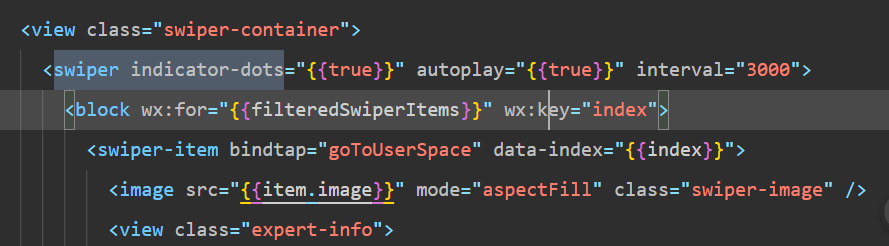 <view class="swiper-container">
<swiper indicator-dots="{{true}}" autoplay="{{true}}" interval="3000">
<block wx:for="{{filteredSwiperItems}}" wx:key="index">
<swiper-item bindtap="goToUserSpace" data-index="{{index}}">
<image src="{{item.image}}" mode="aspectFill" class="swiper-image" />
<view class="expert-info">